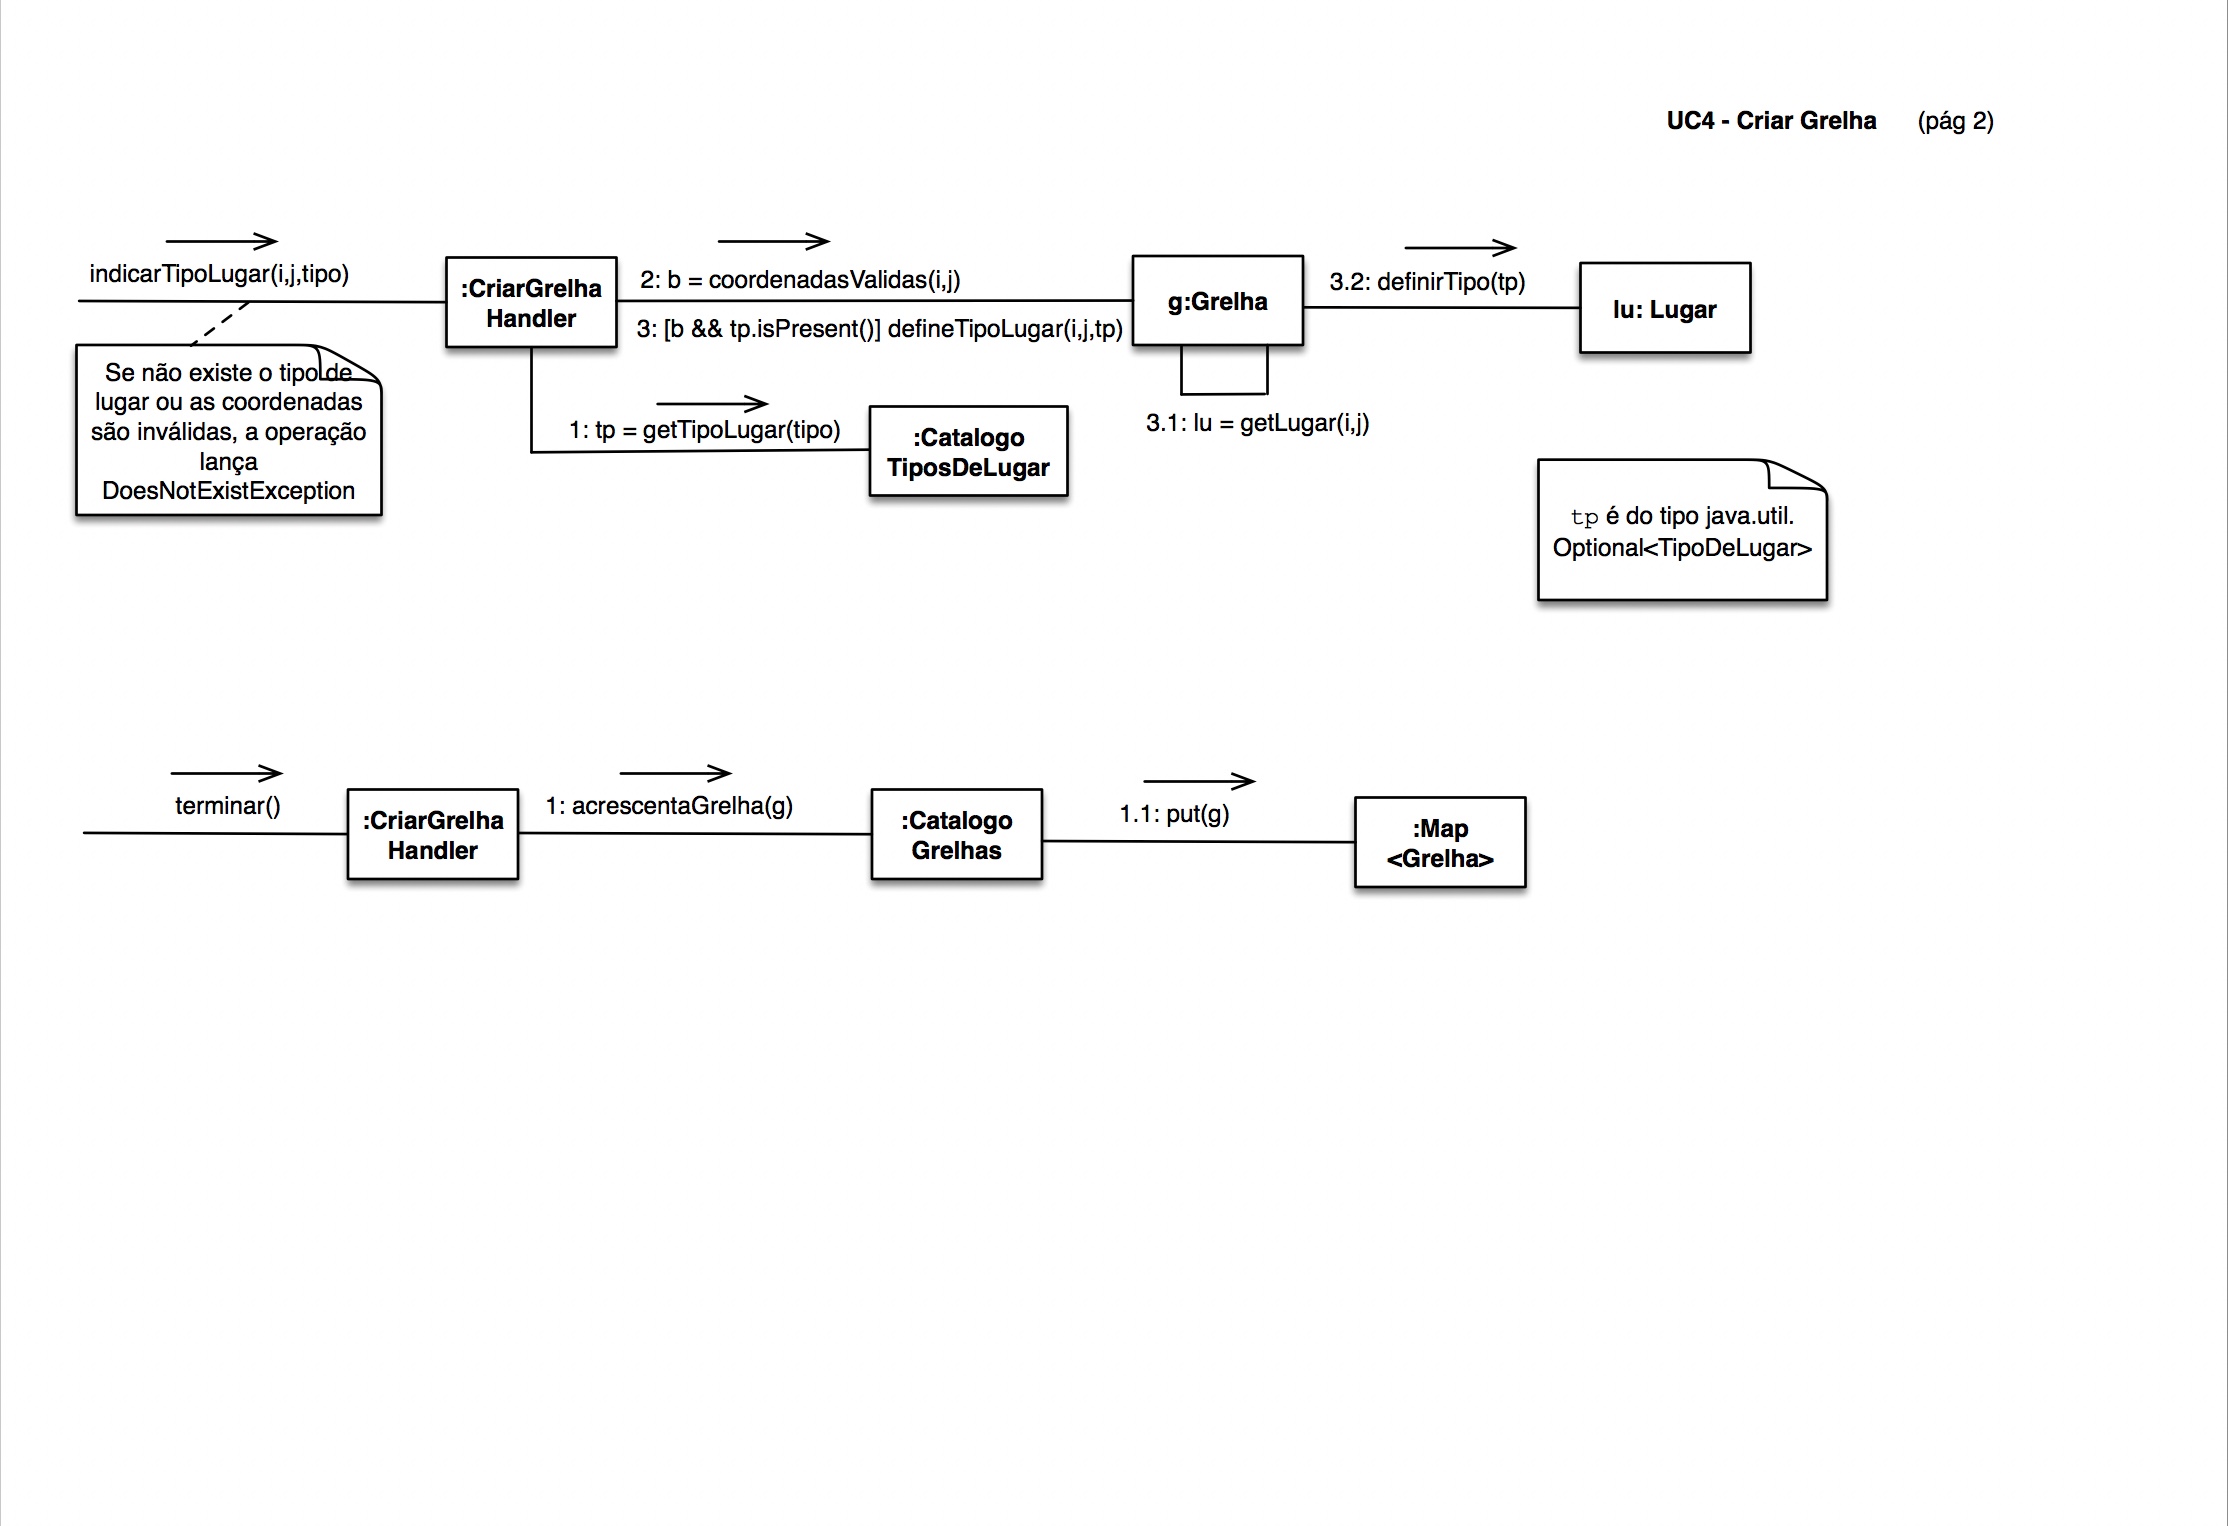 UC4 - Criar Grelha (pág 2)
indicarTipoLugar(i,j,tipo)
:CriarGrelha
Handler
2: b = coordenadasValidas(i,j)
3: [b && tp.isPresent()] defineTipoLugar(i,j,tp)
g:Grelha
3.2: definirTipo(tp)
lu: Lugar
Se não existe o tipo de
lugar ou as coordenadas
são inválidas, a operação
lança
DoesNotExistException
1: tp = getTipoLugar(tipo)
:Catalogo
TiposDeLugar
3.1: lu = getLugar(i,j)
tp é do tipo java.util.
Optional<TipoDeLugar>
terminar()
:CriarGrelha
Handler
1: acrescentaGrelha(g)
:Catalogo
Grelhas
1.1: put(g)
:Map
<Grelha>